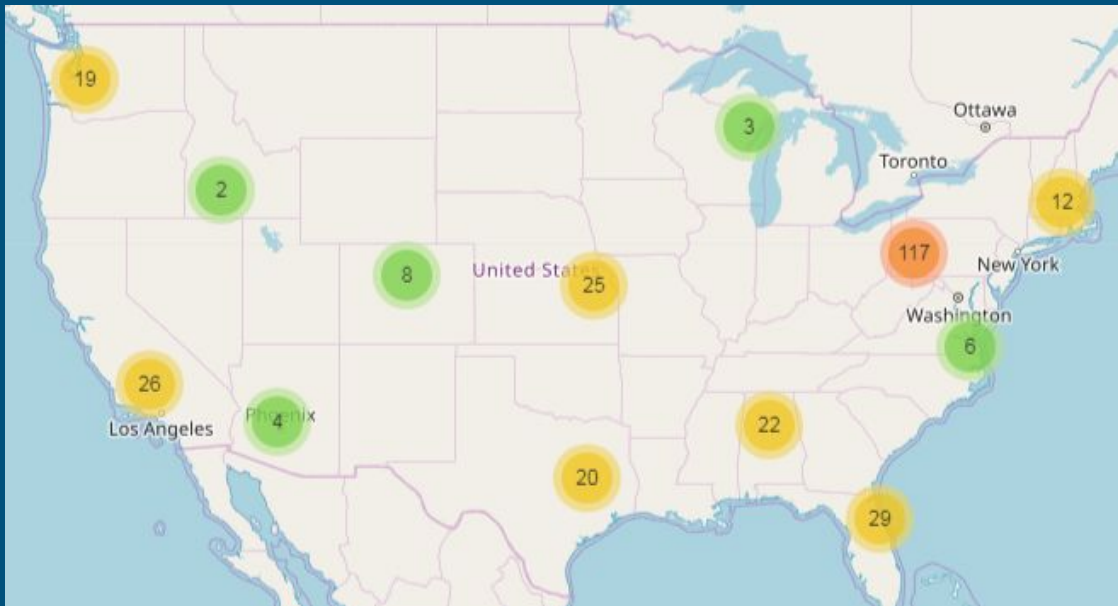 19
3
Ottawa
Toronto
2
12
117
New York
8
United States
25
Washington
6
26
Los Angeles
Phoenix
4
22
20
29